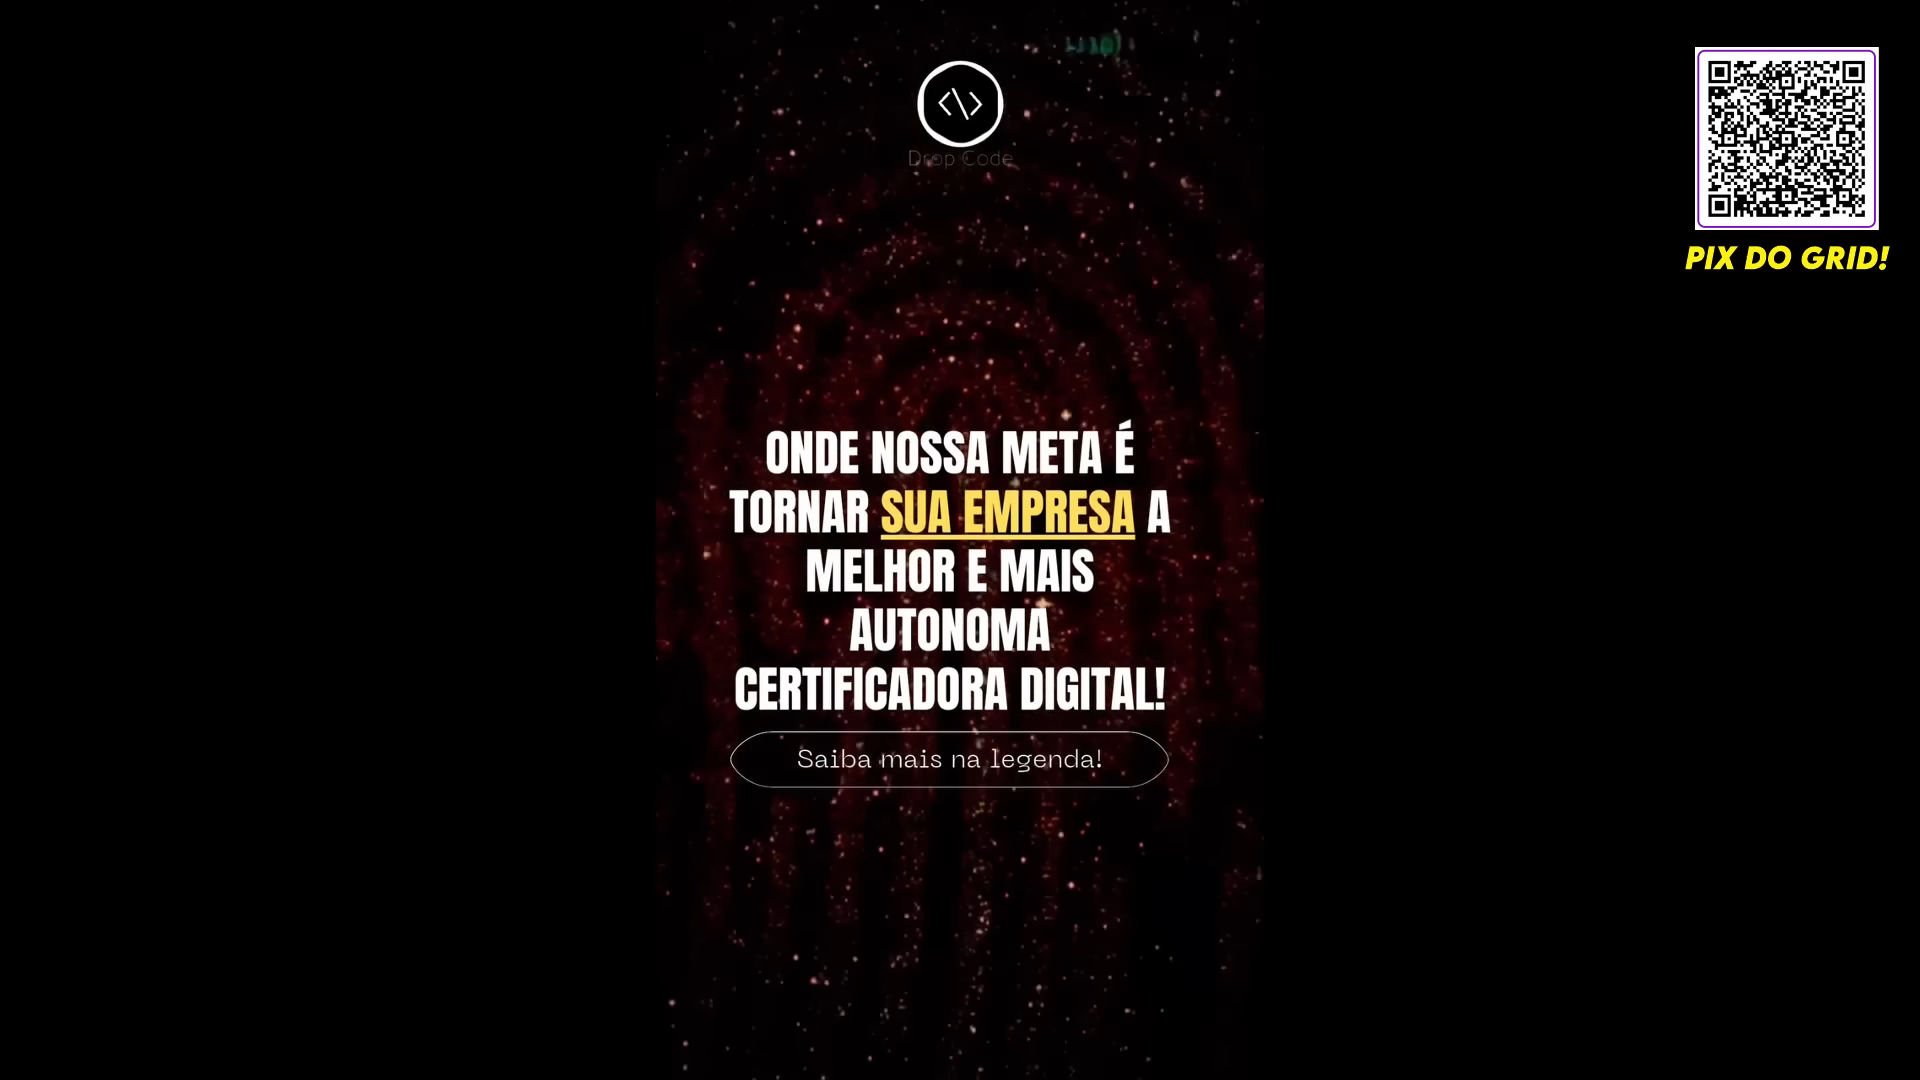 Drop Code
ONDE NOSSA META É
TORNAR SUA EMPRESA A
MELHOR E MAIS
AUTONOMA
CERTIFICADORA DIGITAL!
Saiba mais na legenda!
PIX DO GRID!